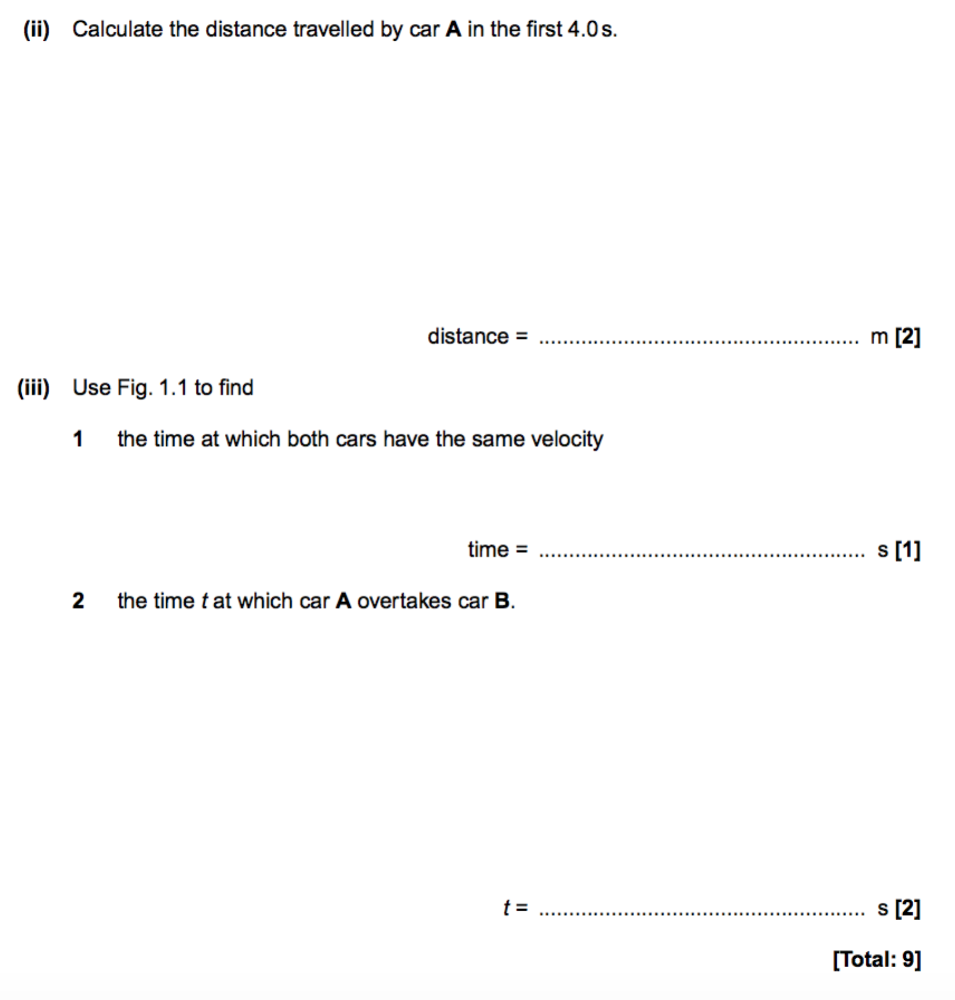 (ii) Calculate the distance travelled by car A in the first 4.0 s.
distance = ..................................................... m [2]
(iii) Use Fig. 1.1 to find
1 the time at which both cars have the same velocity
time = ...................................................... s [1]
2 the time t at which car A overtakes car B.
t = ...................................................... s [2]
[Total: 9]